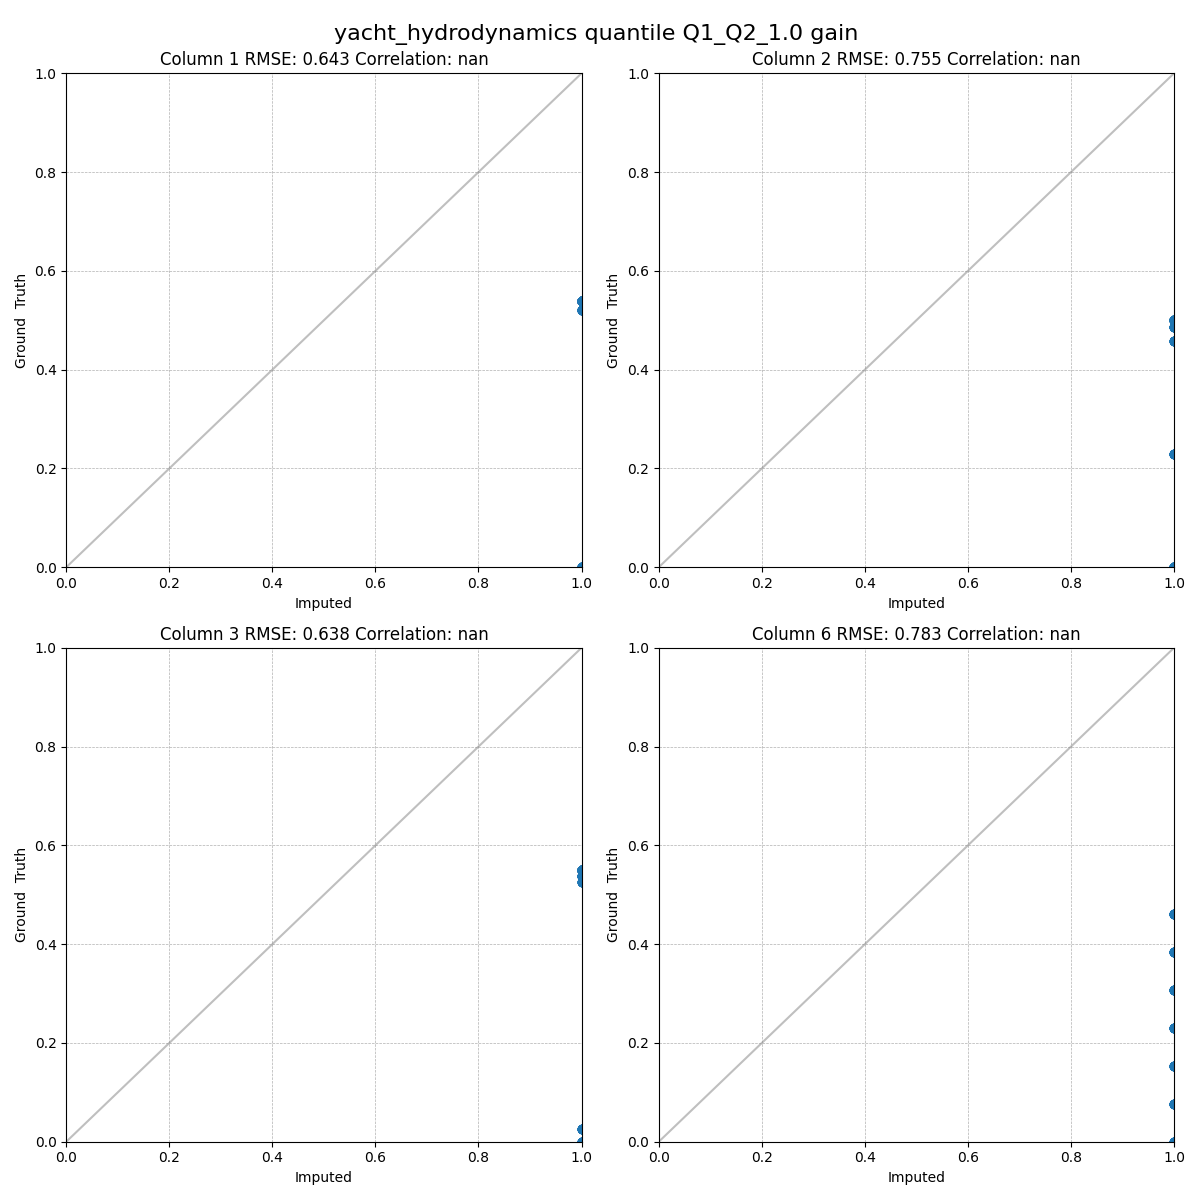 yacht_hydrodynamics quantile Q1_Q2_1.0 gain
Column 1 RMSE: 0.643 Correlation: nan
1.0
0.8
0.6
0.4
0.2
0.0
Ground  Truth
0.0 0.2 0.4 0.6 0.8 1.0
Imputed
Column 2 RMSE: 0.755 Correlation: nan
1.0
0.8
0.6
0.4
0.2
0.0
Ground  Truth
0.0 0.2 0.4 0.6 0.8 1.0
Imputed
Column 3 RMSE: 0.638 Correlation: nan
1.0
0.8
0.6
0.4
0.2
0.0
Ground  Truth
0.0 0.2 0.4 0.6 0.8 1.0
Imputed
Column 6 RMSE: 0.783 Correlation: nan
1.0
0.8
0.6
0.4
0.2
0.0
Ground  Truth
0.0 0.2 0.4 0.6 0.8 1.0
Imputed